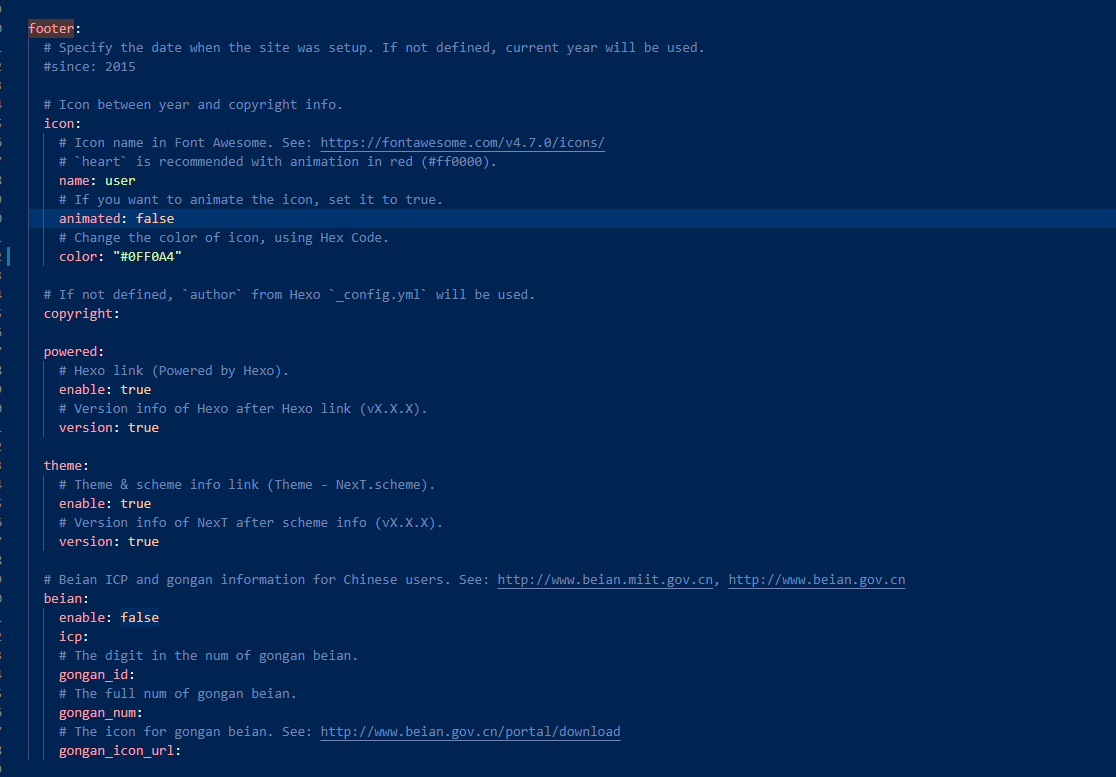 footer:
# Specify the date when the site was setup. If not defined, current year will be used.
#since: 2015
# Icon between year and copyright info.
icon:
# Icon name in Font Awesome. See: https://fontawesome.com/v4.7.0/icons/
# `heart` is recommended with animation in red (#ff0000).
name: user
# If you want to animate the icon, set it to true.
animated: false
# Change the color of icon, using Hex Code.
color: "#0FF0A4"
# If not defined, `author` from Hexo `_config.yml` will be used.
copyright:
powered:
# Hexo link (Powered by Hexo).
enable: true
# Version info of Hexo after Hexo link (vX.X.X).
version: true
theme:
# Theme & scheme info link (Theme - NexT.scheme).
enable: true
# Version info of NexT after scheme info (vX.X.X).
version: true
# Beian ICP and gongan information for Chinese users. See: http://www.beian.miit.gov.cn, http://www.beian.gov.cn
beian:
enable: false
icp:
# The digit in the num of gongan beian.
gongan_id:
# The full num of gongan beian.
gongan_num:
# The icon for gongan beian. See: http://www.beian.gov.cn/portal/download
gongan_icon_url: